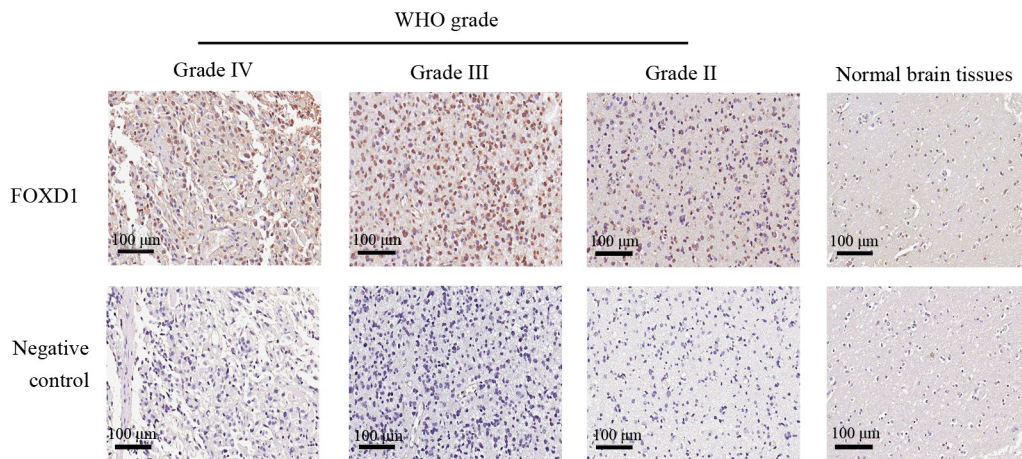 WHO grade
Grade IV
Grade III
Grade II
Normal brain tissues
FOXD1
100 μm
100 μm
100 μm
100 μm
Negative
control
100 μm
100 μm
100 μm
100 μm